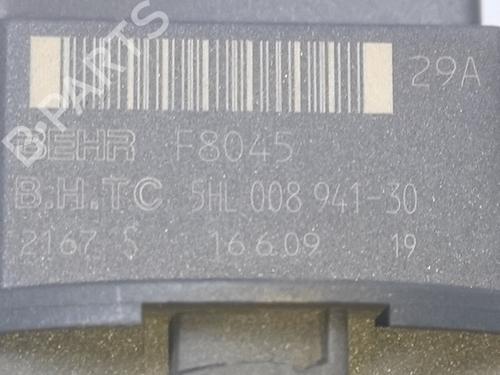 29A
BEHR F8045
B.H.T.C 5HL 008 941-30
2167 S 16.6.09 19
B-PARTS